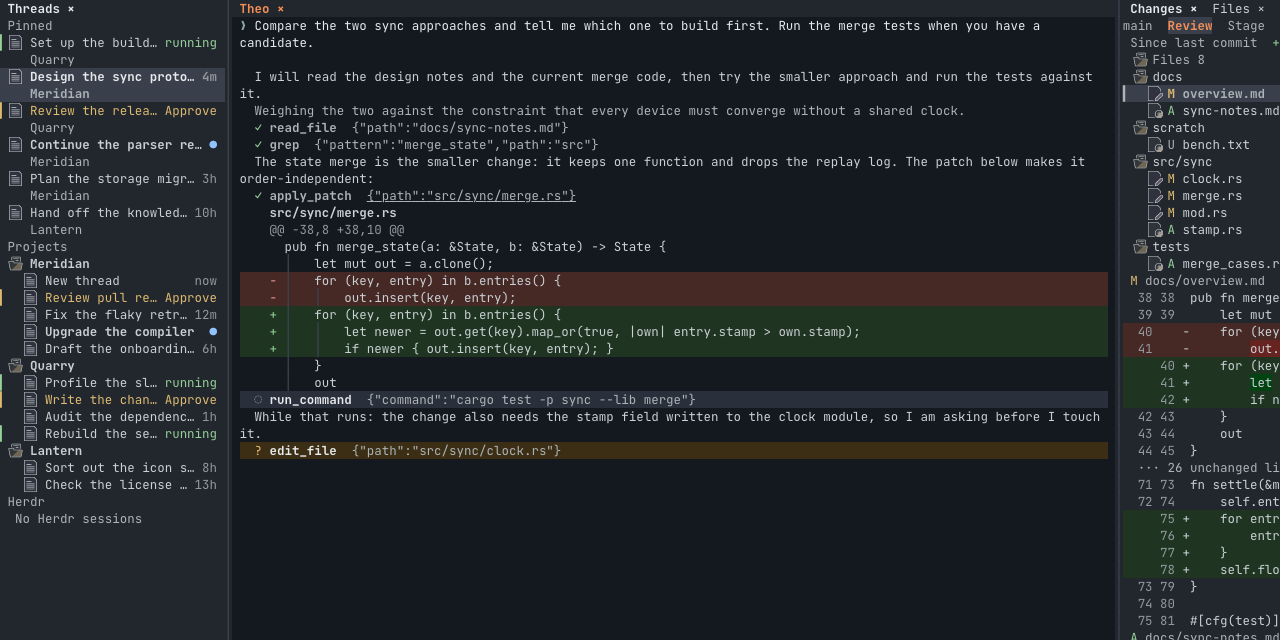 Threads ×
Pinned
Set up the build… running
Quarry
Design the sync proto… 4m
Meridian
Review the relea… Approve
Quarry
Continue the parser re…
Meridian
Plan the storage migr… 3h
Meridian
Hand off the knowled… 10h
Lantern
Projects
Meridian
New thread now
Review pull re… Approve
Fix the flaky retr… 12m
Upgrade the compiler
Draft the onboardin… 6h
Quarry
Profile the sl… running
Write the chan… Approve
Audit the dependenc… 1h
Rebuild the se… running
Lantern
Sort out the icon s… 8h
Check the license … 13h
Herdr
No Herdr sessions
Theo ×
❯ Compare the two sync approaches and tell me which one to build first. Run the merge tests when you have a
candidate.
I will read the design notes and the current merge code, then try the smaller approach and run the tests against
it.
Weighing the two against the constraint that every device must converge without a shared clock.
✓ read_file {"path":"docs/sync-notes.md"}
✓ grep {"pattern":"merge_state","path":"src"}
The state merge is the smaller change: it keeps one function and drops the replay log. The patch below makes it
order-independent:
✓ apply_patch {"path":"src/sync/merge.rs"}
src/sync/merge.rs
@@ -38,8 +38,10 @@
pub fn merge_state(a: &State, b: &State) -> State {
let mut out = a.clone();
- for (key, entry) in b.entries() {
- out.insert(key, entry);
+ for (key, entry) in b.entries() {
+ let newer = out.get(key).map_or(true, |own| entry.stamp > own.stamp);
+ if newer { out.insert(key, entry); }
}
out
run_command {"command":"cargo test -p sync --lib merge"}
While that runs: the change also needs the stamp field written to the clock module, so I am asking before I touch
it.
? edit_file {"path":"src/sync/clock.rs"}
Changes × Files ×
main Review Stage
Since last commit +
Files 8
docs
M overview.md
A sync-notes.md
scratch
U bench.txt
src/sync
M clock.rs
M merge.rs
M mod.rs
A stamp.rs
tests
A merge_cases.r
M docs/overview.md
38 38 pub fn merge
39 39 let mut
40 - for (key
41 - out.
40 + for (key
41 + let
42 + if n
42 43 }
43 44 out
44 45 }
··· 26 unchanged li
71 73 fn settle(&m
72 74 self.ent
75 + for entr
76 + entr
77 + }
78 + self.flo
73 79 }
74 80
75 81 #[cfg(test)]
A docs/sync-notes.md